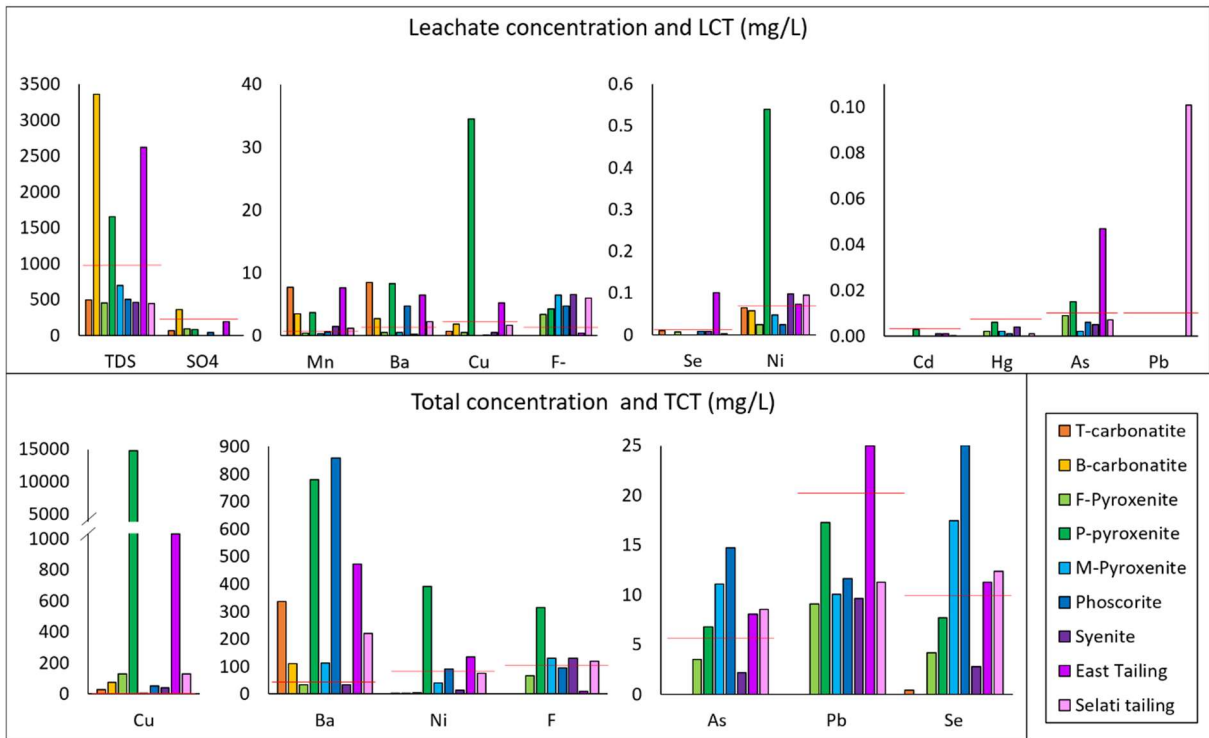 Leachate concentration and LCT (mg/L)
3500
3000
2500
2000
1500
1000
500
0
TDS SO4
40
30
20
10
0
Mn Ba Cu F-
0.6
0.5
0.4
0.3
0.2
0.1
0
Se Ni
0.10
0.08
0.06
0.04
0.02
0.00
Cd Hg As Pb
Total concentration and TCT (mg/L)
15000
10000
5000
1000
800
600
400
200
0
Cu
900
800
700
600
500
400
300
200
100
0
Ba Ni F
25
20
15
10
5
0
As Pb Se
T-carbonatite
B-carbonatite
F-Pyroxenite
P-pyroxenite
M-Pyroxenite
Phoscorite
Syenite
East Tailing
Selati tailing